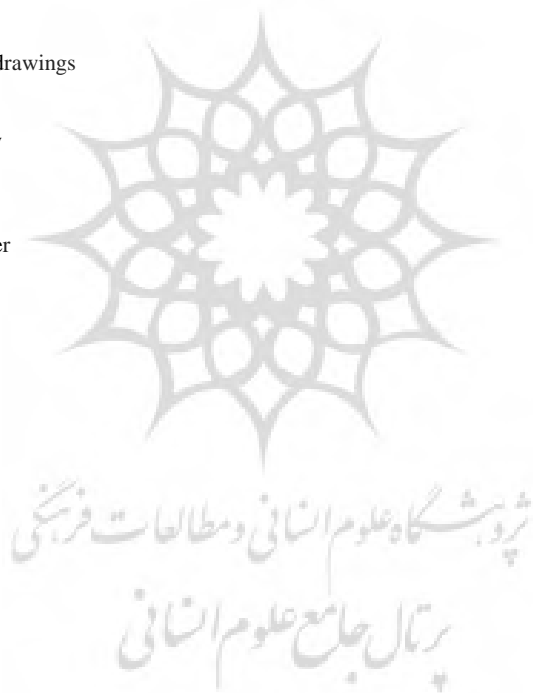 drawings
er
پژوهشگاه علوم انسانی و مطالعات فرهنگی
پرتال جامع علوم انسانی